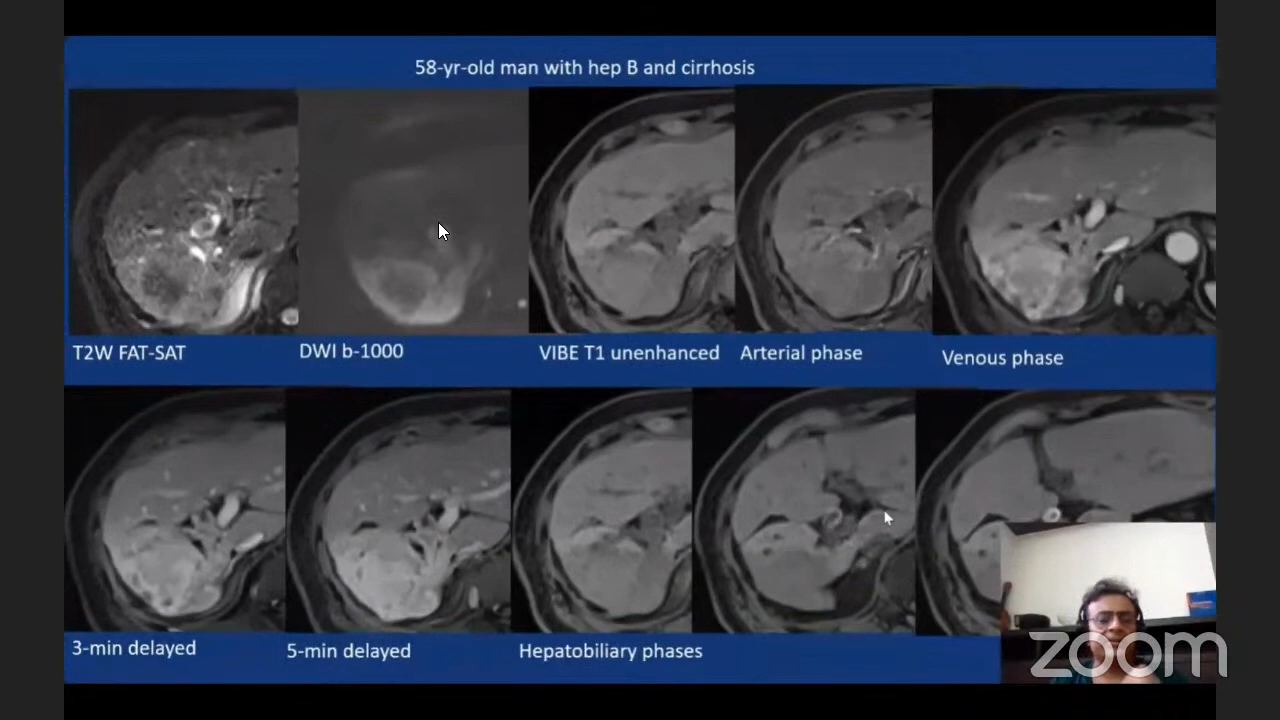 58-yr-old man with hep B and cirrhosis
T2W FAT-SAT
DWI b-1000
VIBE T1 unenhanced
Arterial phase
Venous phase
3-min delayed
5-min delayed
Hepatobiliary phases
zoom